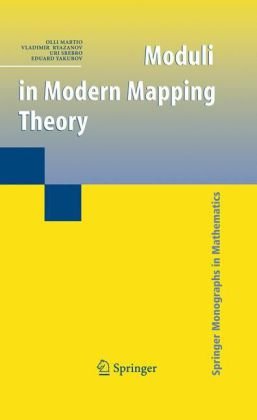 OLLI MARTIO
VLADIMIR RYAZANOV
URI SREBRO
EDUARD YAKUBOV
Moduli
in Modern Mapping
Theory
Springer Monographs in Mathematics
Springer